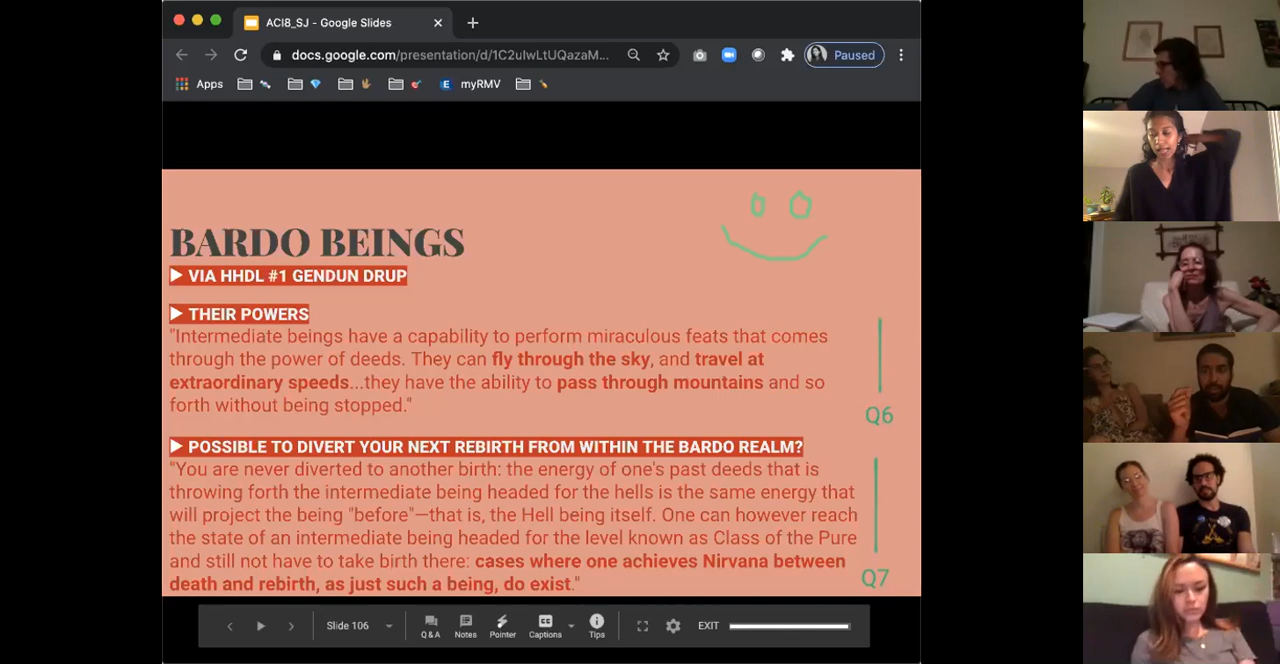 ACI8_SJ - Google Slides
docs.google.com/presentation/d/1C2uIwLtUQazaM...
Paused
Apps
E myRMV
BARDO BEINGS
▶ VIA HHDL #1 GENDUN DRUP
▶ THEIR POWERS
"Intermediate beings have a capability to perform miraculous feats that comes
through the power of deeds. They can fly through the sky, and travel at
extraordinary speeds...they have the ability to pass through mountains and so
forth without being stopped."
Q6
▶ POSSIBLE TO DIVERT YOUR NEXT REBIRTH FROM WITHIN THE BARDO REALM?
"You are never diverted to another birth: the energy of one's past deeds that is
throwing forth the intermediate being headed for the hells is the same energy that
will project the being "before"—that is, the Hell being itself. One can however reach
the state of an intermediate being headed for the level known as Class of the Pure
and still not have to take birth there: cases where one achieves Nirvana between
death and rebirth, as just such a being, do exist."
Q7
Slide 106
Q & A
Notes
Pointer
Captions
Tips
EXIT